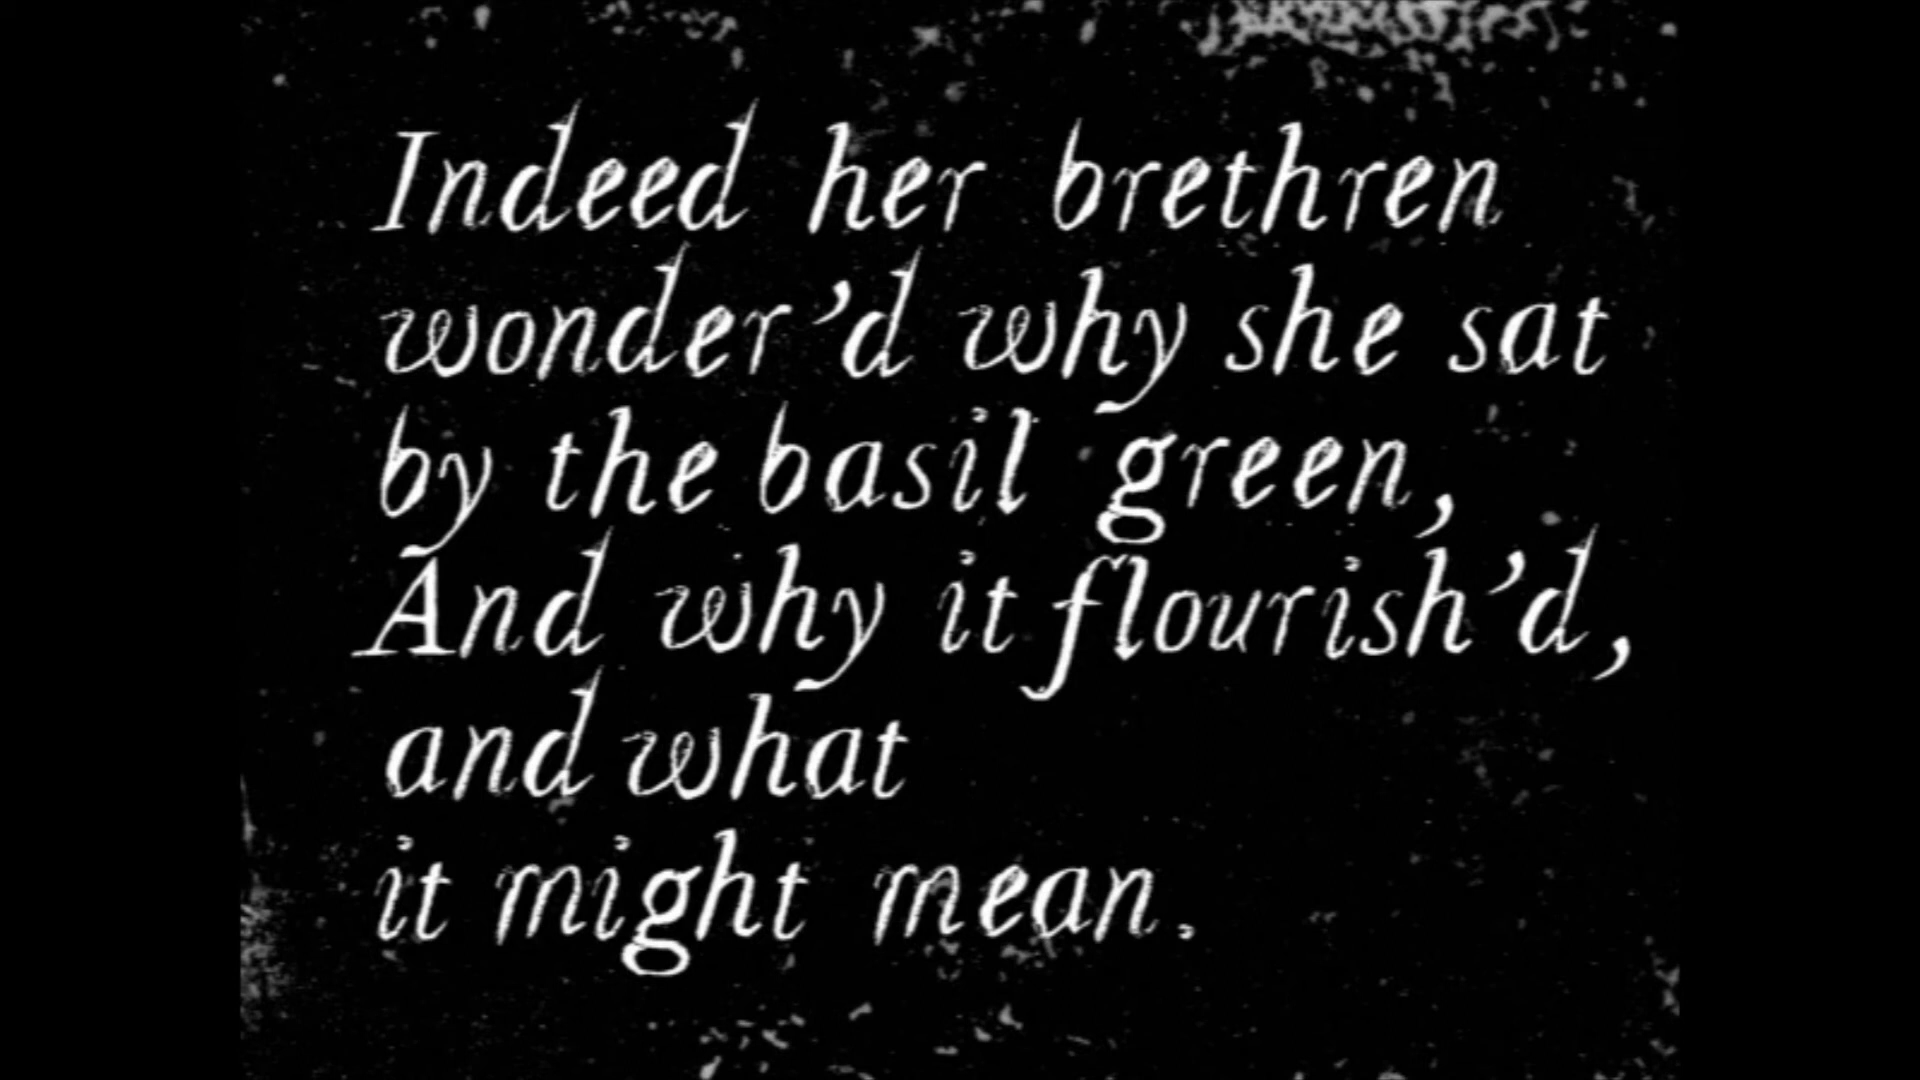 Indeed her brethren
wonder’d why she sat
by the basil green,
And why it flourish’d,
and what
it might mean.